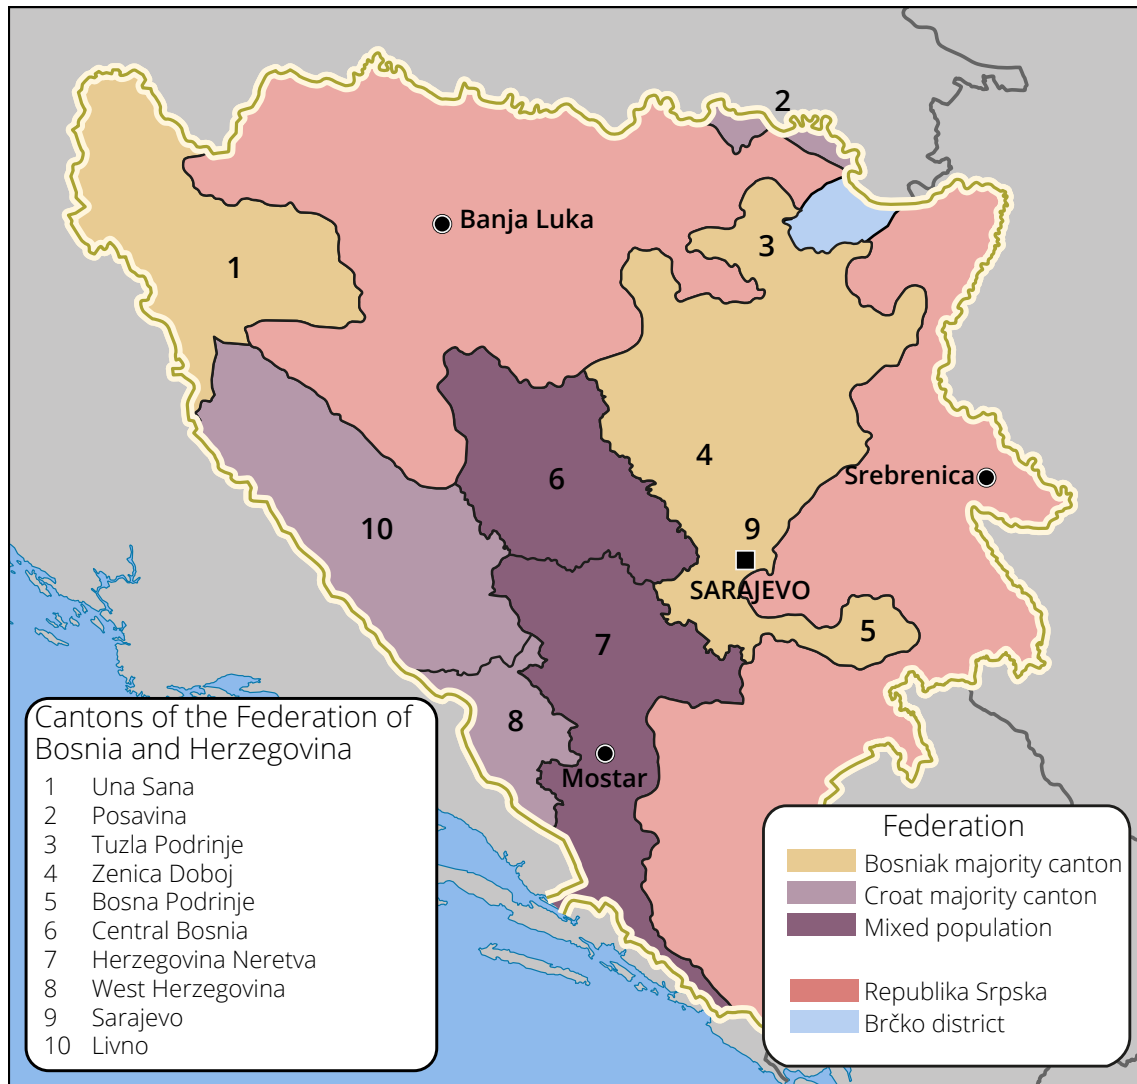 2
Banja Luka
3
1
4
Srebrenica
6
9
10
SARAJEVO
5
7
8
Mostar
Cantons of the Federation of
Bosnia and Herzegovina
1 Una Sana
2 Posavina
3 Tuzla Podrinje
4 Zenica Doboj
5 Bosna Podrinje
6 Central Bosnia
7 Herzegovina Neretva
8 West Herzegovina
9 Sarajevo
10 Livno
Federation
Bosniak majority canton
Croat majority canton
Mixed population
Republika Srpska
Brčko district